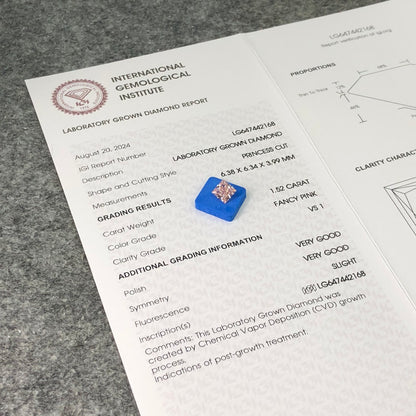 INTERNATIONAL
GEMOLOGICAL
INSTITUTE
LABORATORY GROWN DIAMOND REPORT
August 20, 2024
IGI Report Number LG647442168
Description LABORATORY GROWN DIAMOND
Shape and Cutting Style PRINCESS CUT
Measurements 6.38 X 6.34 X 3.99 MM
GRADING RESULTS
Carat Weight 1.52 CARAT
Color Grade FANCY PINK
Clarity Grade VS 1
ADDITIONAL GRADING INFORMATION
Polish VERY GOOD
Symmetry VERY GOOD
Fluorescence SLIGHT
Inscription(s) LG647442168
Comments: This Laboratory Grown Diamond was
created by Chemical Vapor Deposition (CVD) growth
process.
Indications of post-growth treatment.
LG647442168
Report verification at igi.org
PROPORTIONS
CLARITY CHARAC